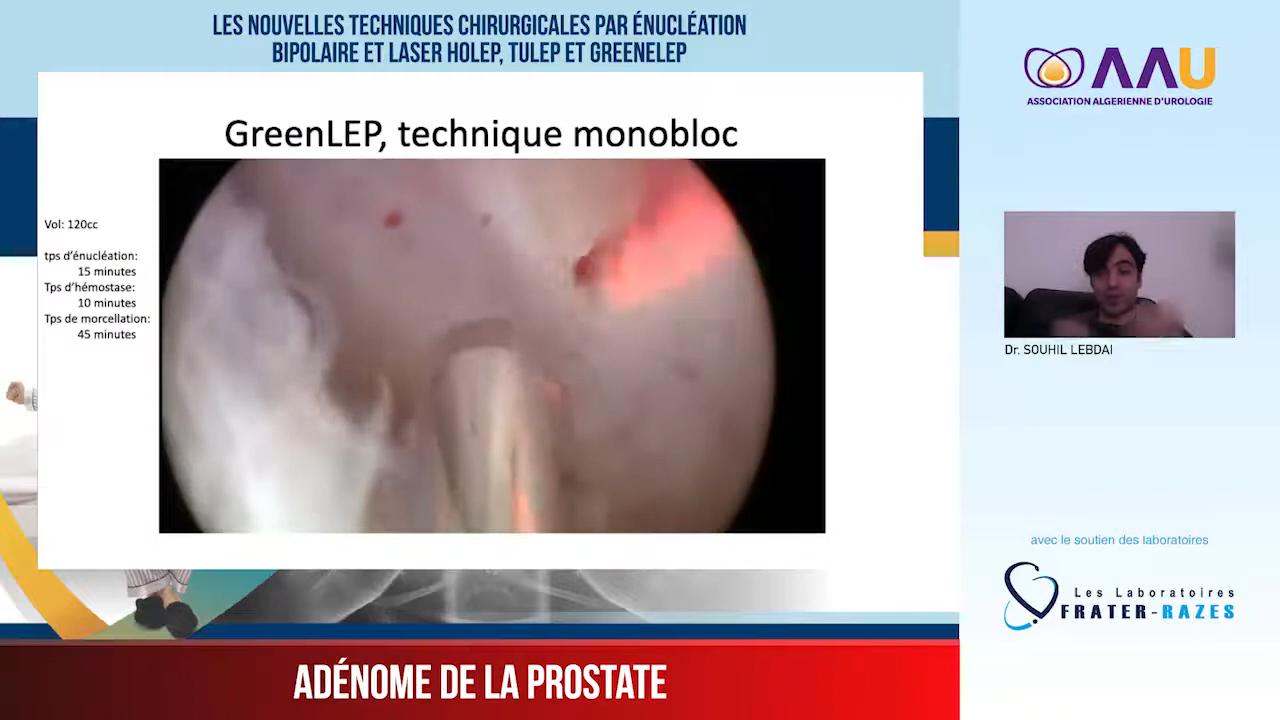 LES NOUVELLES TECHNIQUES CHIRURGICALES PAR ÉNUCLÉATION
BIPOLAIRE ET LASER HOLEP, TULEP ET GREENELEP
GreenLEP, technique monobloc
Vol: 120cc
tps d'énucléation:
15 minutes
Tps d'hémostase:
10 minutes
Tps de morcellation:
45 minutes
ADÉNOME DE LA PROSTATE
AAU
ASSOCIATION ALGERIENNE D'UROLOGIE
Dr. SOUHIL LEBDAI
avec le soutien des laboratoires
Les Laboratoires
FRATER-RAZES